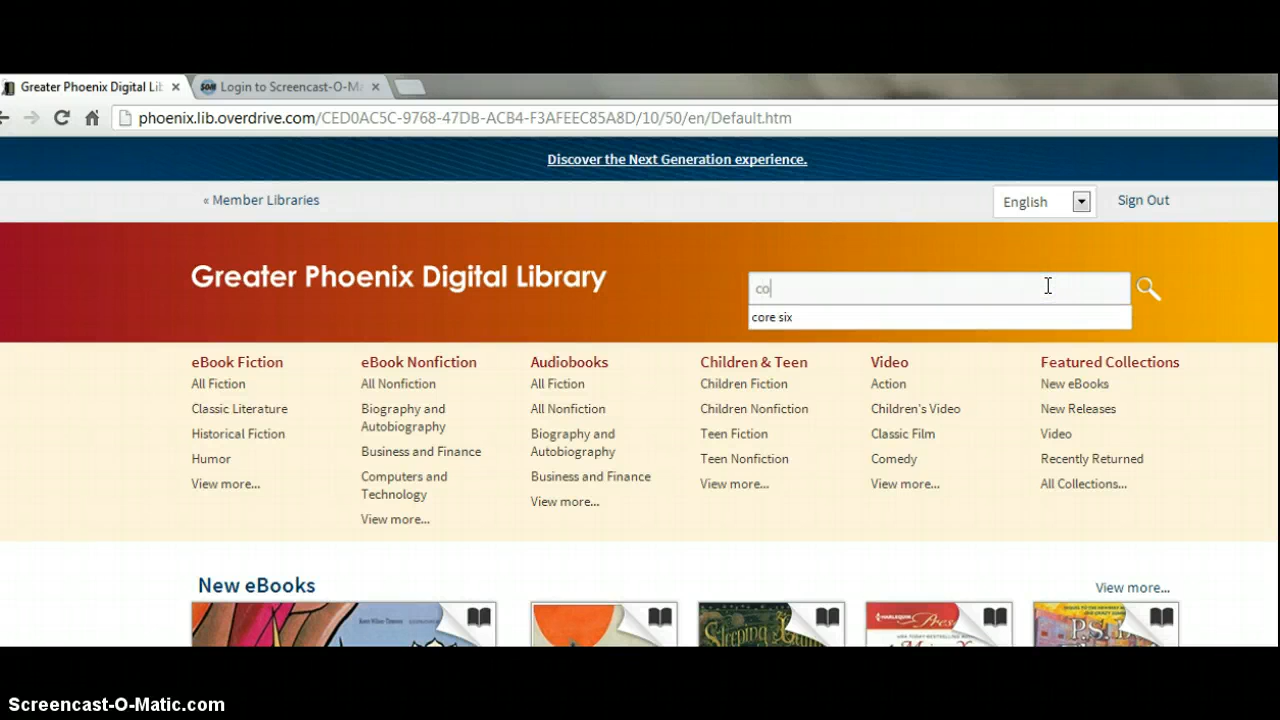 Greater Phoenix Digital Lib
Login to Screencast-O-Ma
phoenix.lib.overdrive.com/CED0AC5C-9768-47DB-ACB4-F3AFEEC85A8D/10/50/en/Default.htm
Discover the Next Generation experience.
« Member Libraries
English
Sign Out
Greater Phoenix Digital Library
co
core six
eBook Fiction
All Fiction
Classic Literature
Historical Fiction
Humor
View more...
eBook Nonfiction
All Nonfiction
Biography and
Autobiography
Business and Finance
Computers and
Technology
View more...
Audiobooks
All Fiction
All Nonfiction
Biography and
Autobiography
Business and Finance
View more...
Children & Teen
Children Fiction
Children Nonfiction
Teen Fiction
Teen Nonfiction
View more...
Video
Action
Children's Video
Classic Film
Comedy
View more...
Featured Collections
New eBooks
New Releases
Video
Recently Returned
All Collections...
New eBooks
View more...
Sleeping
HARLEQUIN
Screencast-O-Matic.com